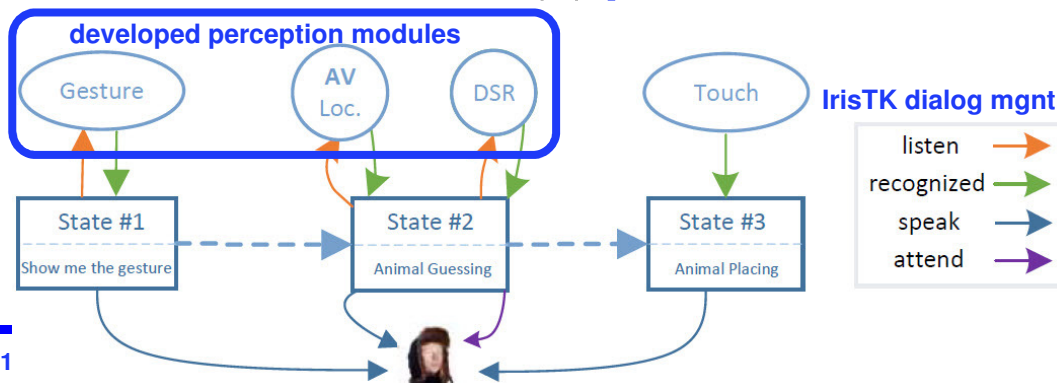 developed perception modules
Gesture
AV
Loc.
DSR
Touch
IrisTK dialog mgnt
listen
recognized
speak
attend
State #1
Show me the gesture
State #2
Animal Guessing
State #3
Animal Placing
1